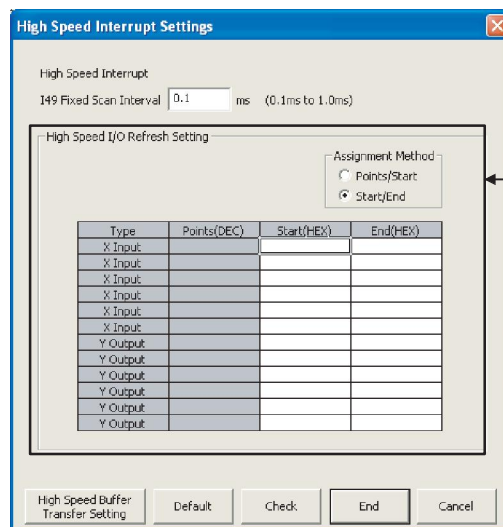 High Speed Interrupt Settings
High Speed Interrupt
I49 Fixed Scan Interval 0.1 ms (0.1ms to 1.0ms)
High Speed I/O Refresh Setting
Assignment Method
Points/Start
Start/End
Type Points(DEC) Start(HEX) End(HEX)
X Input
X Input
X Input
X Input
X Input
X Input
Y Output
Y Output
Y Output
Y Output
Y Output
Y Output
High Speed Buffer
Transfer Setting
Default
Check
End
Cancel